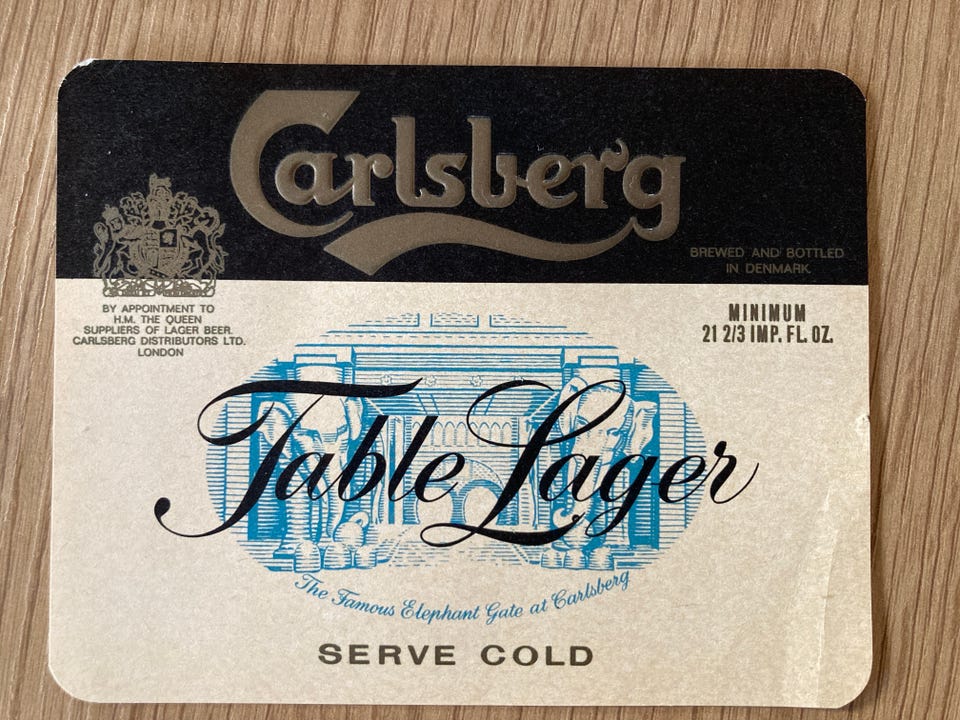 Carlsberg
BREWED AND BOTTLED
IN DENMARK
BY APPOINTMENT TO
H.M. THE QUEEN
SUPPLIERS OF LAGER BEER.
CARLSBERG DISTRIBUTORS LTD.
LONDON
MINIMUM
21 2/3 IMP. FL. OZ.
Table Lager
The Famous Elephant Gate at Carlsberg
SERVE COLD